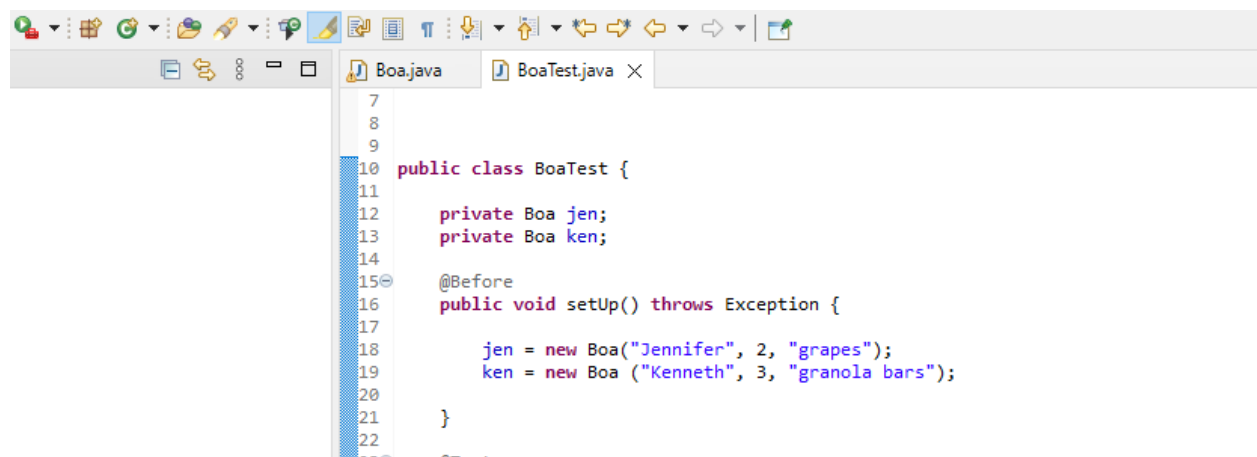 Boa.java BoaTest.java
7
8
9
10 public class BoaTest {
11
12 private Boa jen;
13 private Boa ken;
14
15 @Before
16 public void setUp() throws Exception {
17
18 jen = new Boa("Jennifer", 2, "grapes");
19 ken = new Boa ("Kenneth", 3, "granola bars");
20
21 }
22